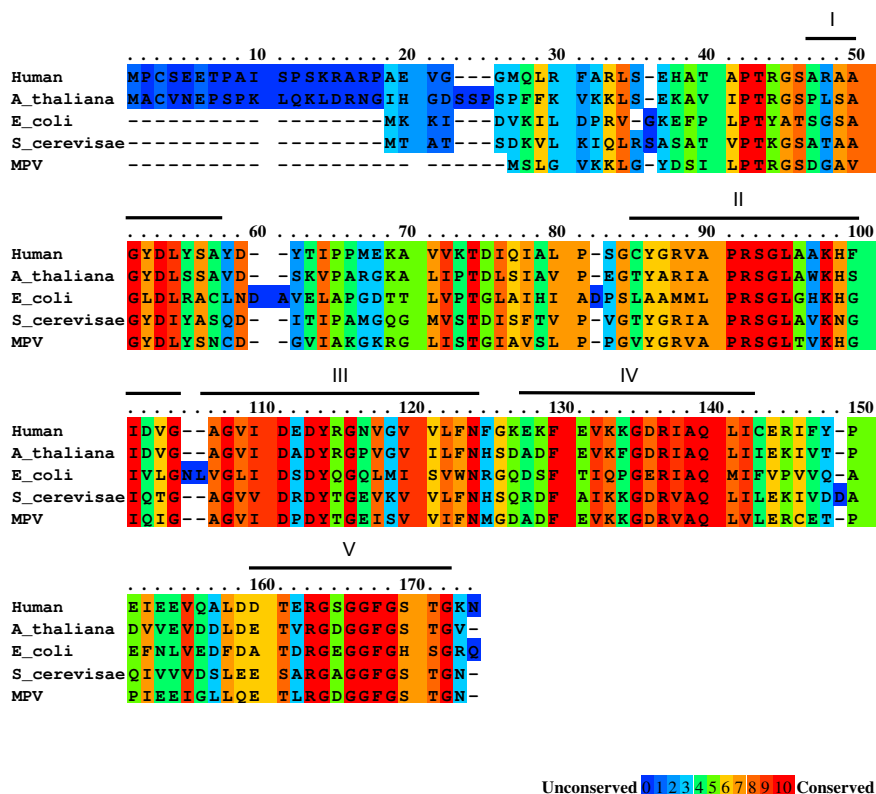 I
. . . . . . . . . 10 . . . . . . . . . 20 . . . . . . . . . 30 . . . . . . . . . 40 . . . . . . . . . 50
Human MPCSEETPAI SPSKRARPAE VG---GMQLR FARLS-EHAT APTRGSARAA
A_thaliana MACVNEPSPK LQKLDRNGIH GDSSPSPFFK VKKLS-EKAV IPTRGSPLSA
E_coli ---------- --------MK KI---DVKIL DPRV-GKEFP LPTYATSGSA
S_cerevisae ---------- --------MT AT---SDKVL KIQLRSASAT VPTKGSATAA
MPV ---------- ---------- ------MSLG VKKLG-YDSI LPTRGSDGAV
II
. . . . . . . . . 60 . . . . . . . . . 70 . . . . . . . . . 80 . . . . . . . . . 90 . . . . . . . . . 100
Human GYDLYSAYD- -YTIPPMEKA VVKTDIQIAL P-SGCYGRVA PRSGLAAKHF
A_thaliana GYDLSSAVD- -SKVPARGKA LIPTDLSIAV P-EGTYARIA PRSGLAWKHS
E_coli GLDLRACLND AVELAPGDTT LVPTGLAIHI ADPSLAAMML PRSGLGHKHG
S_cerevisae GYDIYASQD- -ITIPAMGQG MVSTDISFTV P-VGTYGRIA PRSGLAVKNG
MPV GYDLYSNCD- -GVIAKGKRG LISTGIAVSL P-PGVYGRVA PRSGLTVKHG
III IV
. . . . . . . . . 110 . . . . . . . . . 120 . . . . . . . . . 130 . . . . . . . . . 140 . . . . . . . . . 150
Human IDVG--AGVI DEDYRGNVGV VLFNFGKEKF EVKKGDRIAQ LICERIFY-P
A_thaliana IDVG--AGVI DADYRGPVGV ILFNHSDADF EVKFGDRIAQ LIIEKIVT-P
E_coli IVLGNLVGLI DSDYQGQLMI SVWNRGQDSF TIQPGERIAQ MIFVPVVQ-A
S_cerevisae IQTG--AGVV DRDYTGEVKV VLFNHSQRDF AIKKGDRVAQ LILEKIVDDA
MPV IQIG--AGVI DPDYTGEISV VIFNMGDADF EVKKGDRVAQ LVLERCET-P
V
. . . . . . . . . 160 . . . . . . . . . 170 . . . .
Human EIEEVQALDD TERGSGGFGS TGKN
A_thaliana DVVEVDDLDE TVRGDGGFGS TGV-
E_coli EFNLVEDFDA TDRGEGGFGH SGRQ
S_cerevisae QIVVVDSLEE SARGAGGFGS TGN-
MPV PIEEIGLLQE TLRGDGGFGS TGN-
Unconserved 0 1 2 3 4 5 6 7 8 9 10 Conserved